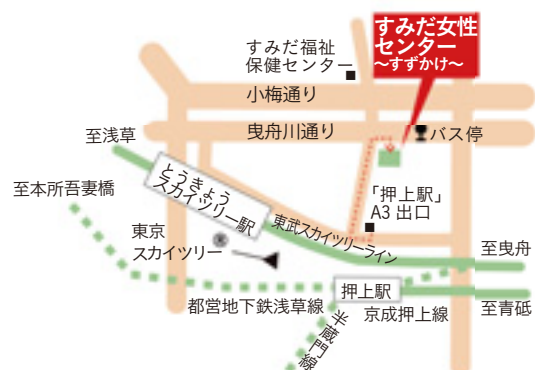 すみだ女性
センター
～すずかけ～
すみだ福祉
保健センター
小梅通り
曳舟川通り
バス停
至浅草
とうきょう
スカイツリー駅
至本所吾妻橋
「押上駅」
A3 出口
東京
スカイツリー
東武スカイツリーライン
至曳舟
押上駅
都営地下鉄浅草線
京成押上線
至青砥
半蔵門線